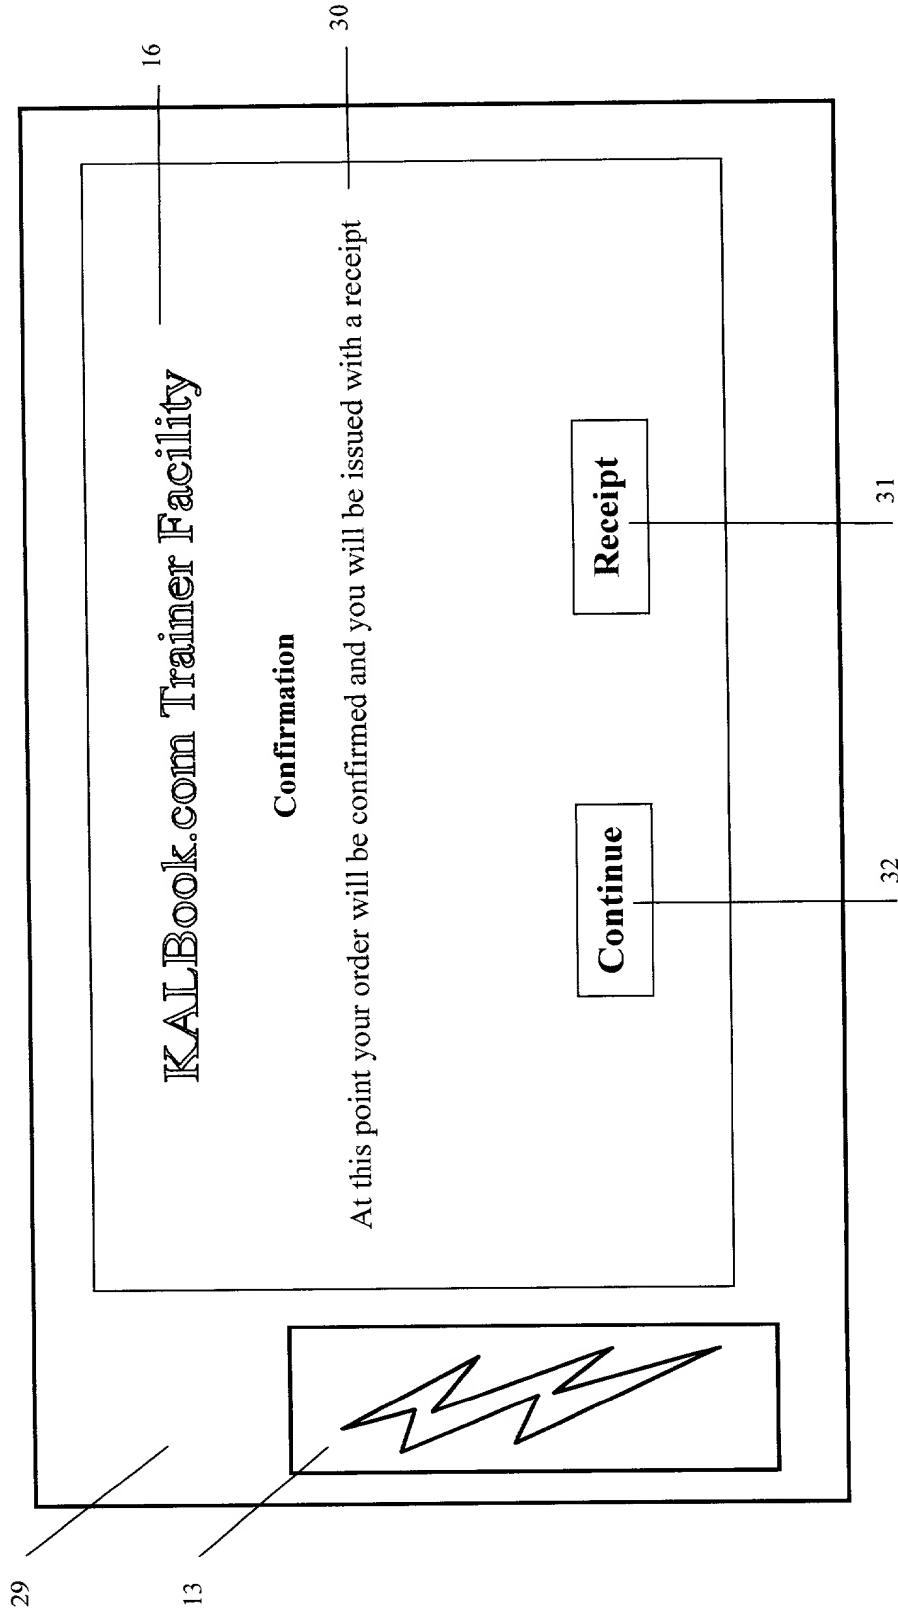 29
13
16
30
KALBook.com Trainer Facility
Confirmation
At this point your order will be confirmed and you will be issued with a receipt
Continue
Receipt
32
31